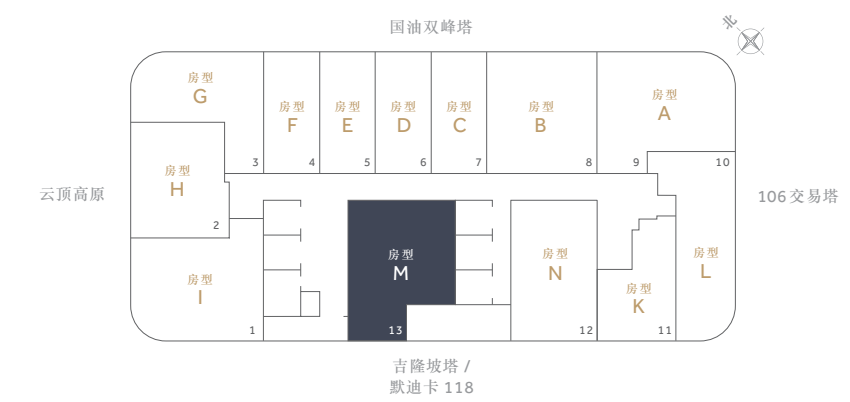 国油双峰塔
北
房型
G
房型
F
房型
E
房型
D
房型
C
房型
B
房型
A
3
4
5
6
7
8
9
10
云顶高原
房型
H
2
106 交易塔
房型
M
房型
N
房型
L
房型
I
房型
K
1
13
12
11
吉隆坡塔 /
默迪卡 118